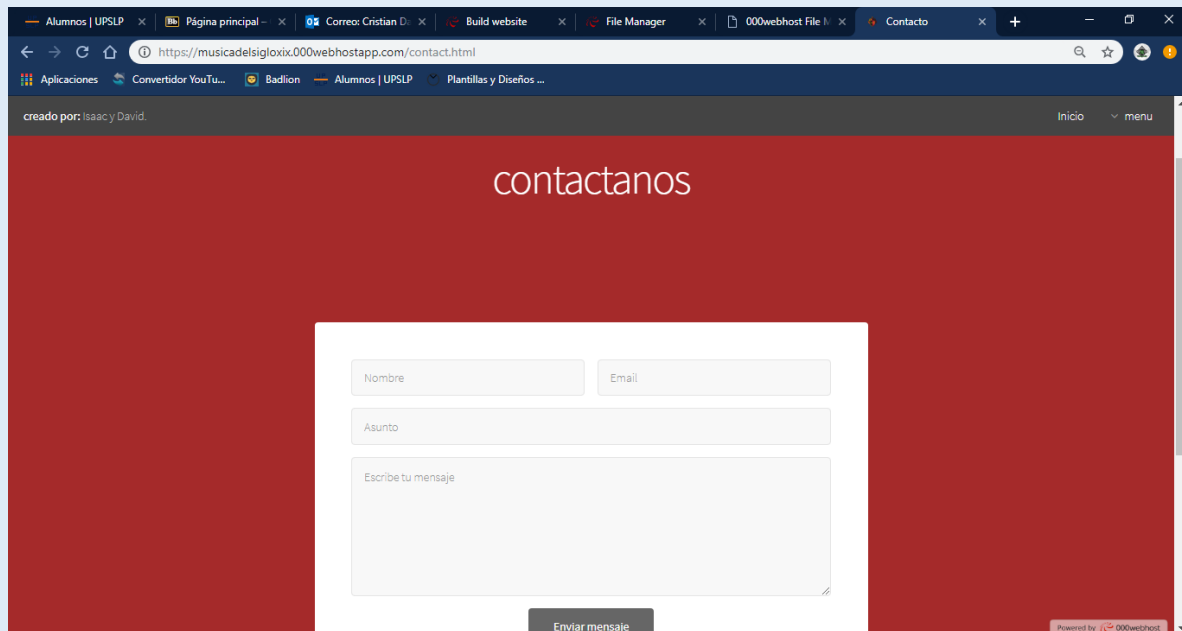 Alumnos | UPSLP Página principal – Correo: Cristian Da Build website File Manager 000webhost File M Contacto
https://musicadelsigloxix.000webhostapp.com/contact.html
Aplicaciones Convertidor YouTu... Badlion Alumnos | UPSLP Plantillas y Diseños ...
creado por: Isaac y David. Inicio menu
contactanos
Nombre Email
Asunto
Escribe tu mensaje
Enviar mensaje
Powered by 000webhost